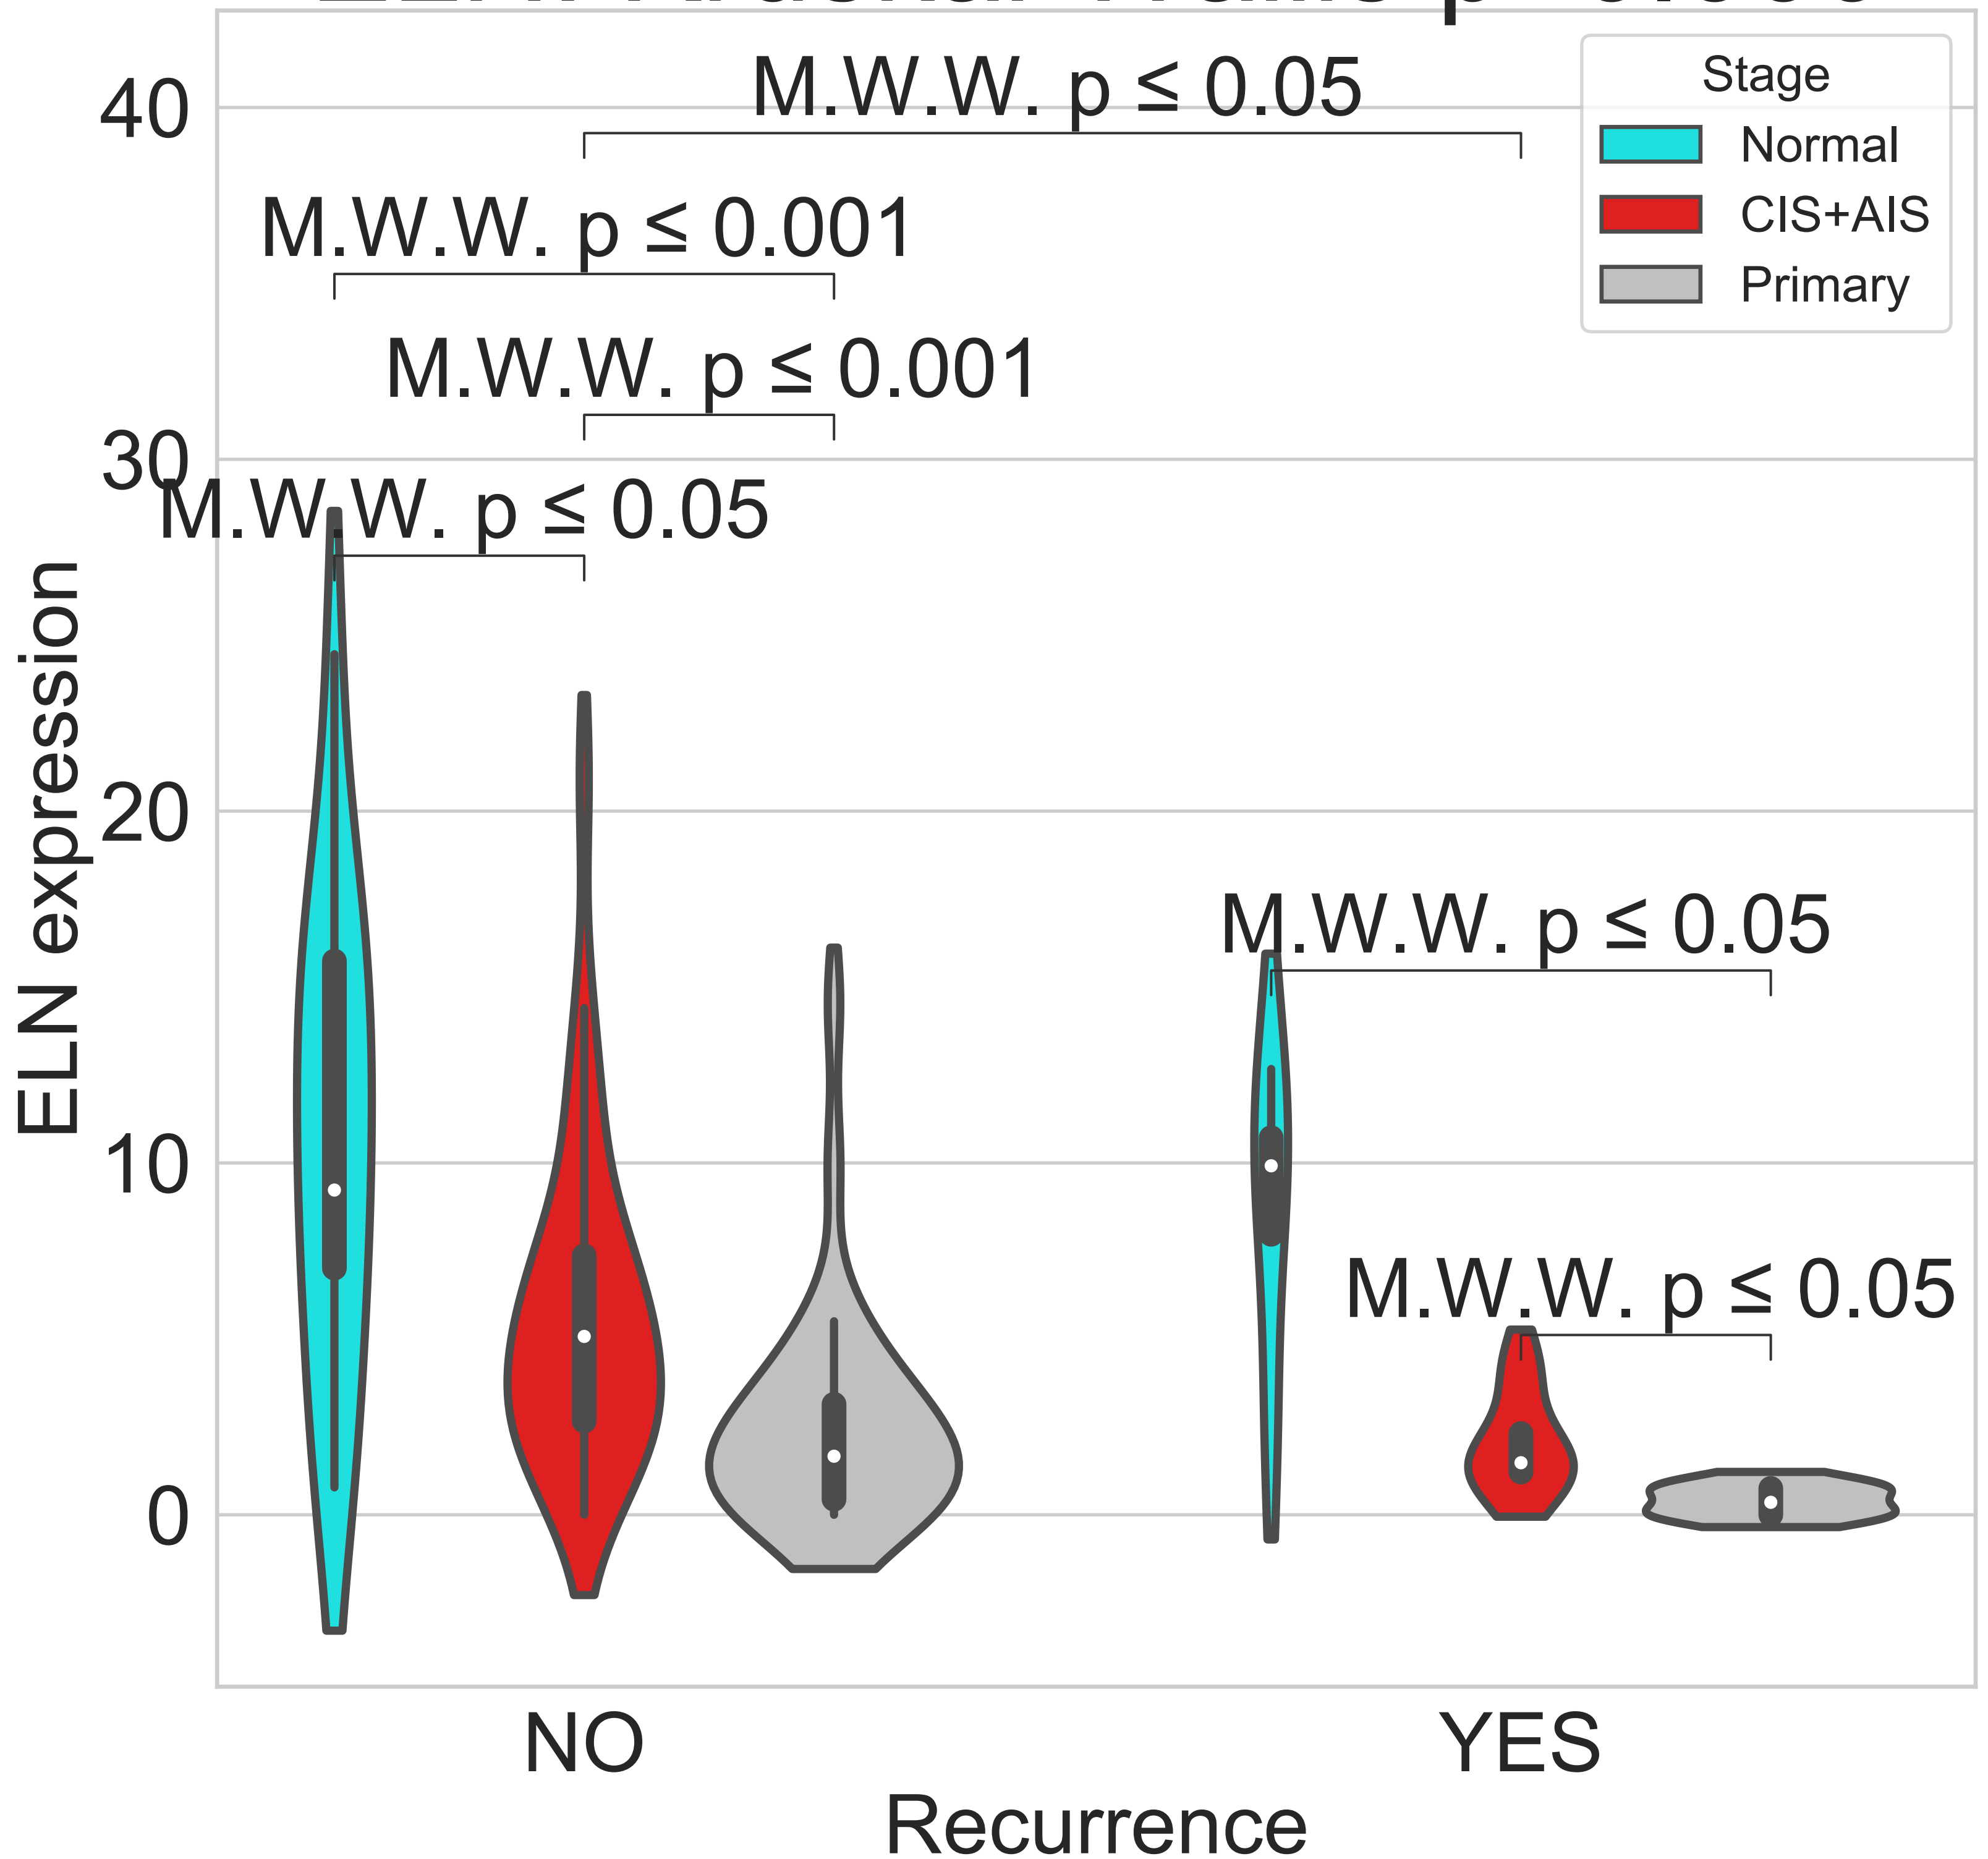 M.W.W. p ≤ 0.05
Stage
Normal
CIS+AIS
Primary
M.W.W. p ≤ 0.001
M.W.W. p ≤ 0.001
M.W.W. p ≤ 0.05
M.W.W. p ≤ 0.05
M.W.W. p ≤ 0.05
40
30
20
10
0
ELN expression
NO
YES
Recurrence